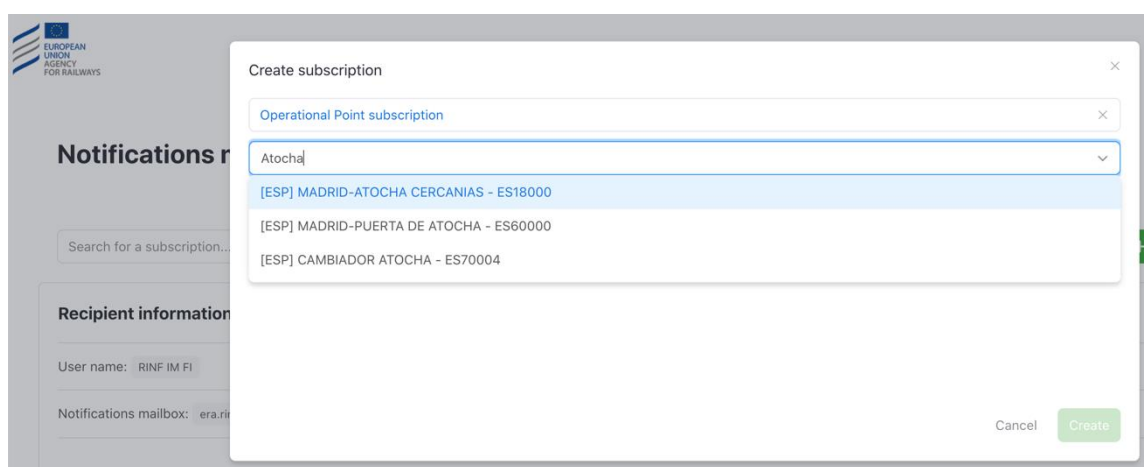 EUROPEAN
UNION
AGENCY
FOR RAILWAYS
Create subscription
Operational Point subscription
Notifications
Atocha
[ESP] MADRID-ATOCHA CERCANIAS - ES18000
[ESP] MADRID-PUERTA DE ATOCHA - ES60000
[ESP] CAMBIADOR ATOCHA - ES70004
Search for a subscription...
Recipient information
User name: RINF IM FI
Notifications mailbox: era.rin
Cancel
Create